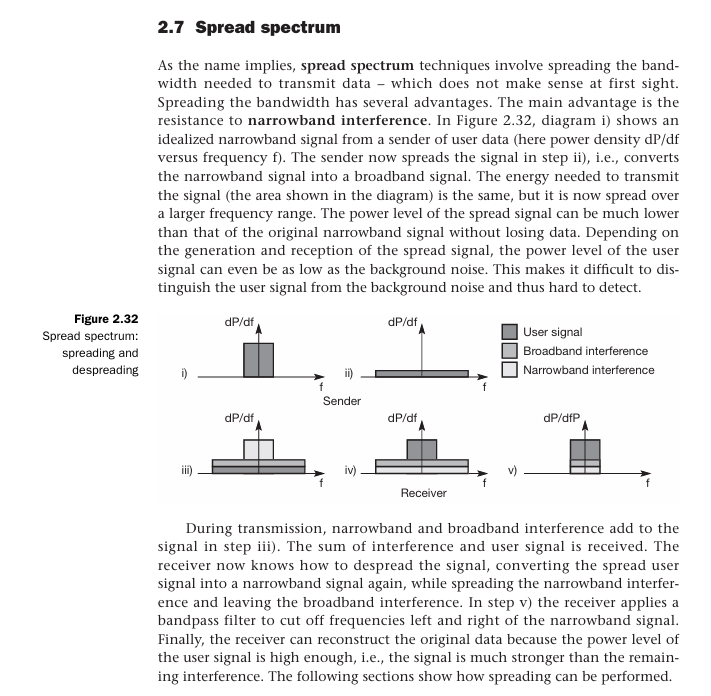 2.7 Spread spectrum
As the name implies, spread spectrum techniques involve spreading the band-
width needed to transmit data – which does not make sense at first sight.
Spreading the bandwidth has several advantages. The main advantage is the
resistance to narrowband interference. In Figure 2.32, diagram i) shows an
idealized narrowband signal from a sender of user data (here power density dP/df
versus frequency f). The sender now spreads the signal in step ii), i.e., converts
the narrowband signal into a broadband signal. The energy needed to transmit
the signal (the area shown in the diagram) is the same, but it is now spread over
a larger frequency range. The power level of the spread signal can be much lower
than that of the original narrowband signal without losing data. Depending on
the generation and reception of the spread signal, the power level of the user
signal can even be as low as the background noise. This makes it difficult to dis-
tinguish the user signal from the background noise and thus hard to detect.
Figure 2.32
Spread spectrum:
spreading and
despreading
dP/df
i)
f
dP/df
ii)
f
Sender
User signal
Broadband interference
Narrowband interference
dP/df
iii)
f
dP/df
iv)
f
Receiver
dP/dfP
v)
f
During transmission, narrowband and broadband interference add to the
signal in step iii). The sum of interference and user signal is received. The
receiver now knows how to despread the signal, converting the spread user
signal into a narrowband signal again, while spreading the narrowband interfer-
ence and leaving the broadband interference. In step v) the receiver applies a
bandpass filter to cut off frequencies left and right of the narrowband signal.
Finally, the receiver can reconstruct the original data because the power level of
the user signal is high enough, i.e., the signal is much stronger than the remain-
ing interference. The following sections show how spreading can be performed.